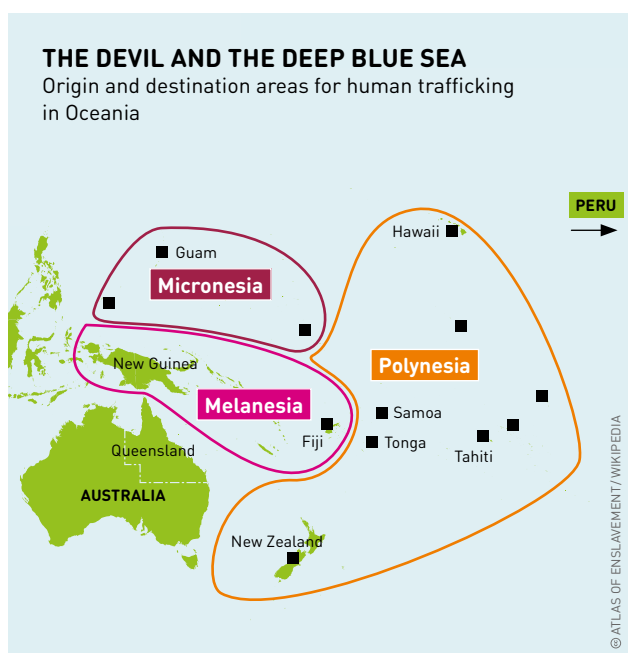 THE DEVIL AND THE DEEP BLUE SEA
Origin and destination areas for human trafficking
in Oceania
PERU
Hawaii
Guam
Micronesia
New Guinea
Polynesia
Melanesia
Samoa
Fiji
Tonga
Queensland
Tahiti
AUSTRALIA
New Zealand
© ATLAS OF ENSLAVEMENT/WIKIPEDIA